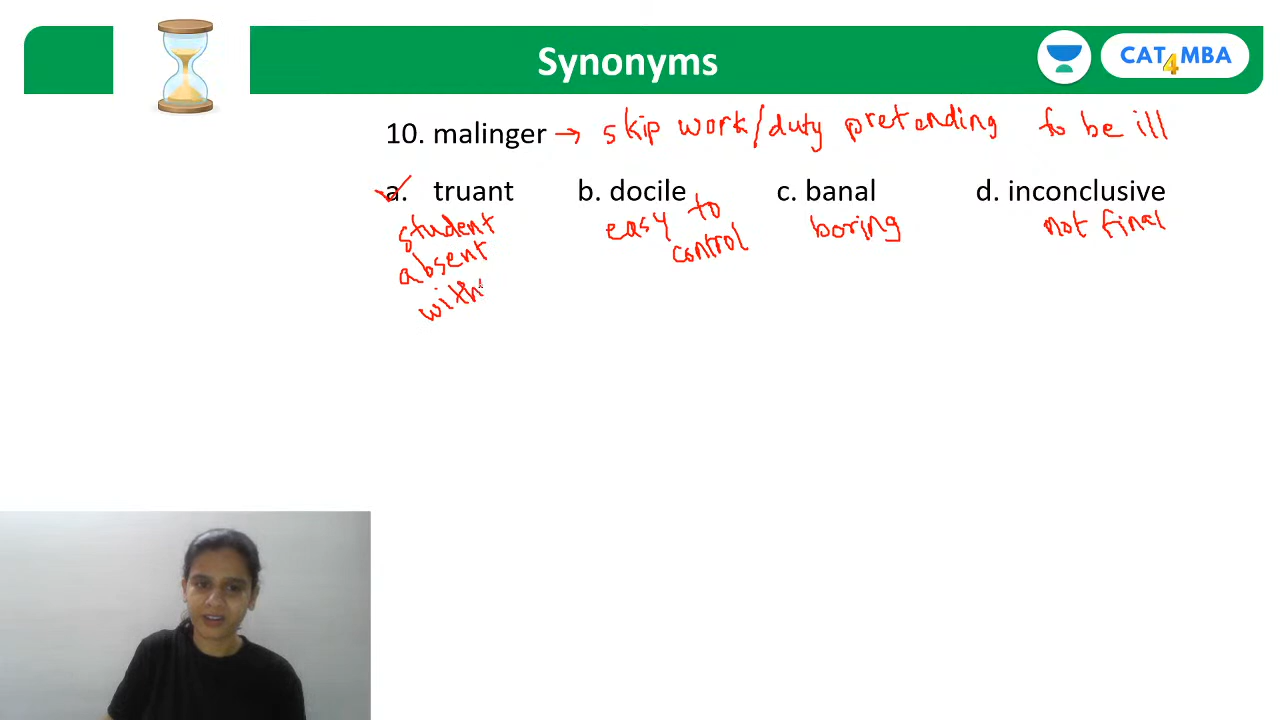 Synonyms
CAT4MBA
10. malinger → skip work/duty pretending to be ill
a. truant b. docile c. banal d. inconclusive
student easy to boring not final
absent control
with